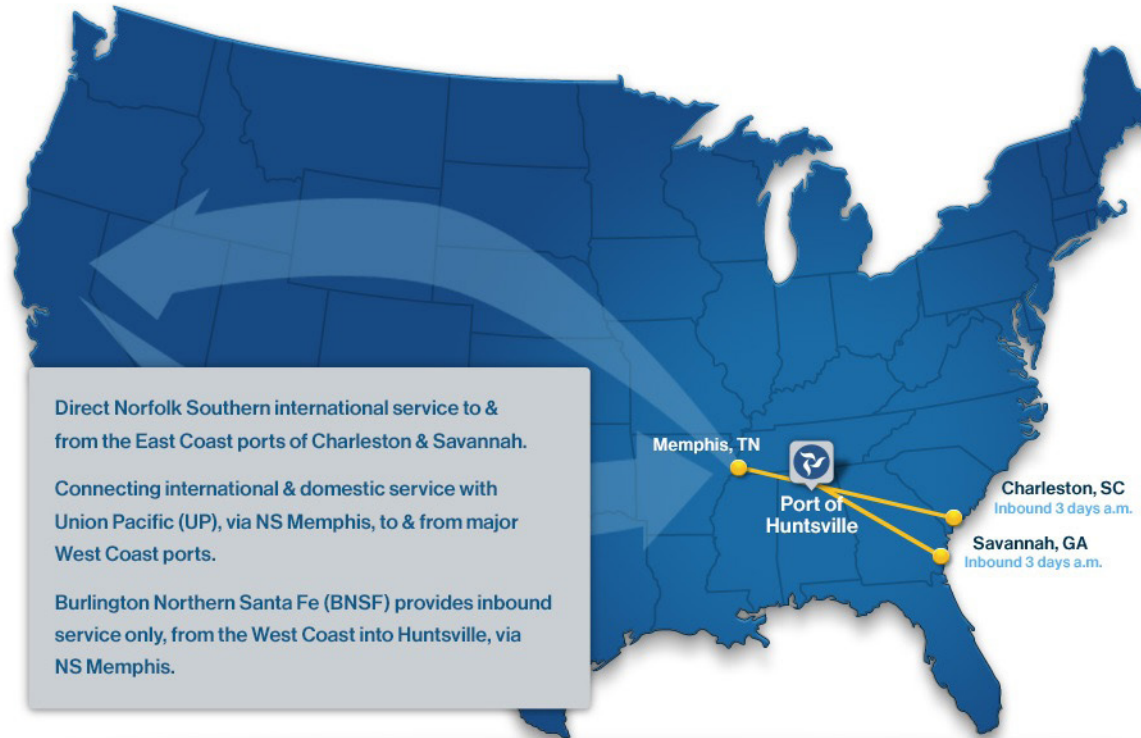 Direct Norfolk Southern international service to &
from the East Coast ports of Charleston & Savannah.
Connecting international & domestic service with
Union Pacific (UP), via NS Memphis, to & from major
West Coast ports.
Burlington Northern Santa Fe (BNSF) provides inbound
service only, from the West Coast into Huntsville, via
NS Memphis.
Memphis, TN
Port of
Huntsville
Charleston, SC
Inbound 3 days a.m.
Savannah, GA
Inbound 3 days a.m.